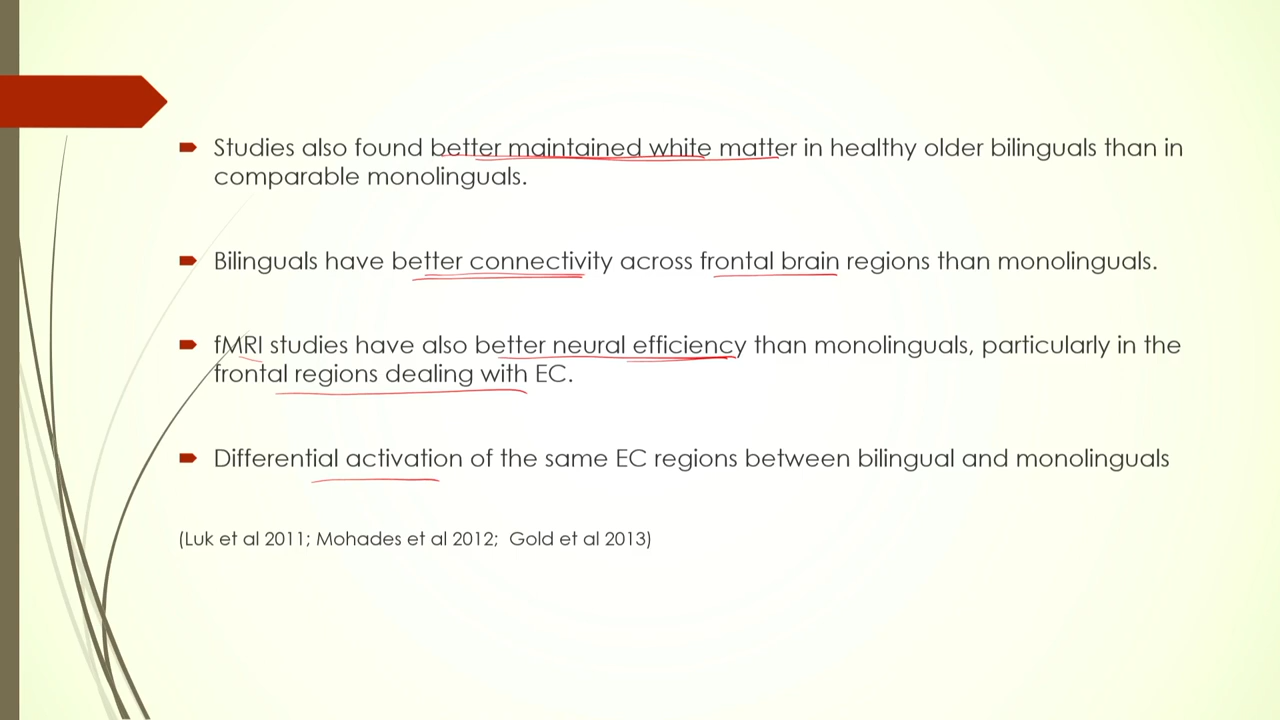 Studies also found better maintained white matter in healthy older bilinguals than in
comparable monolinguals.
Bilinguals have better connectivity across frontal brain regions than monolinguals.
fMRI studies have also better neural efficiency than monolinguals, particularly in the
frontal regions dealing with EC.
Differential activation of the same EC regions between bilingual and monolinguals
(Luk et al 2011; Mohades et al 2012;  Gold et al 2013)